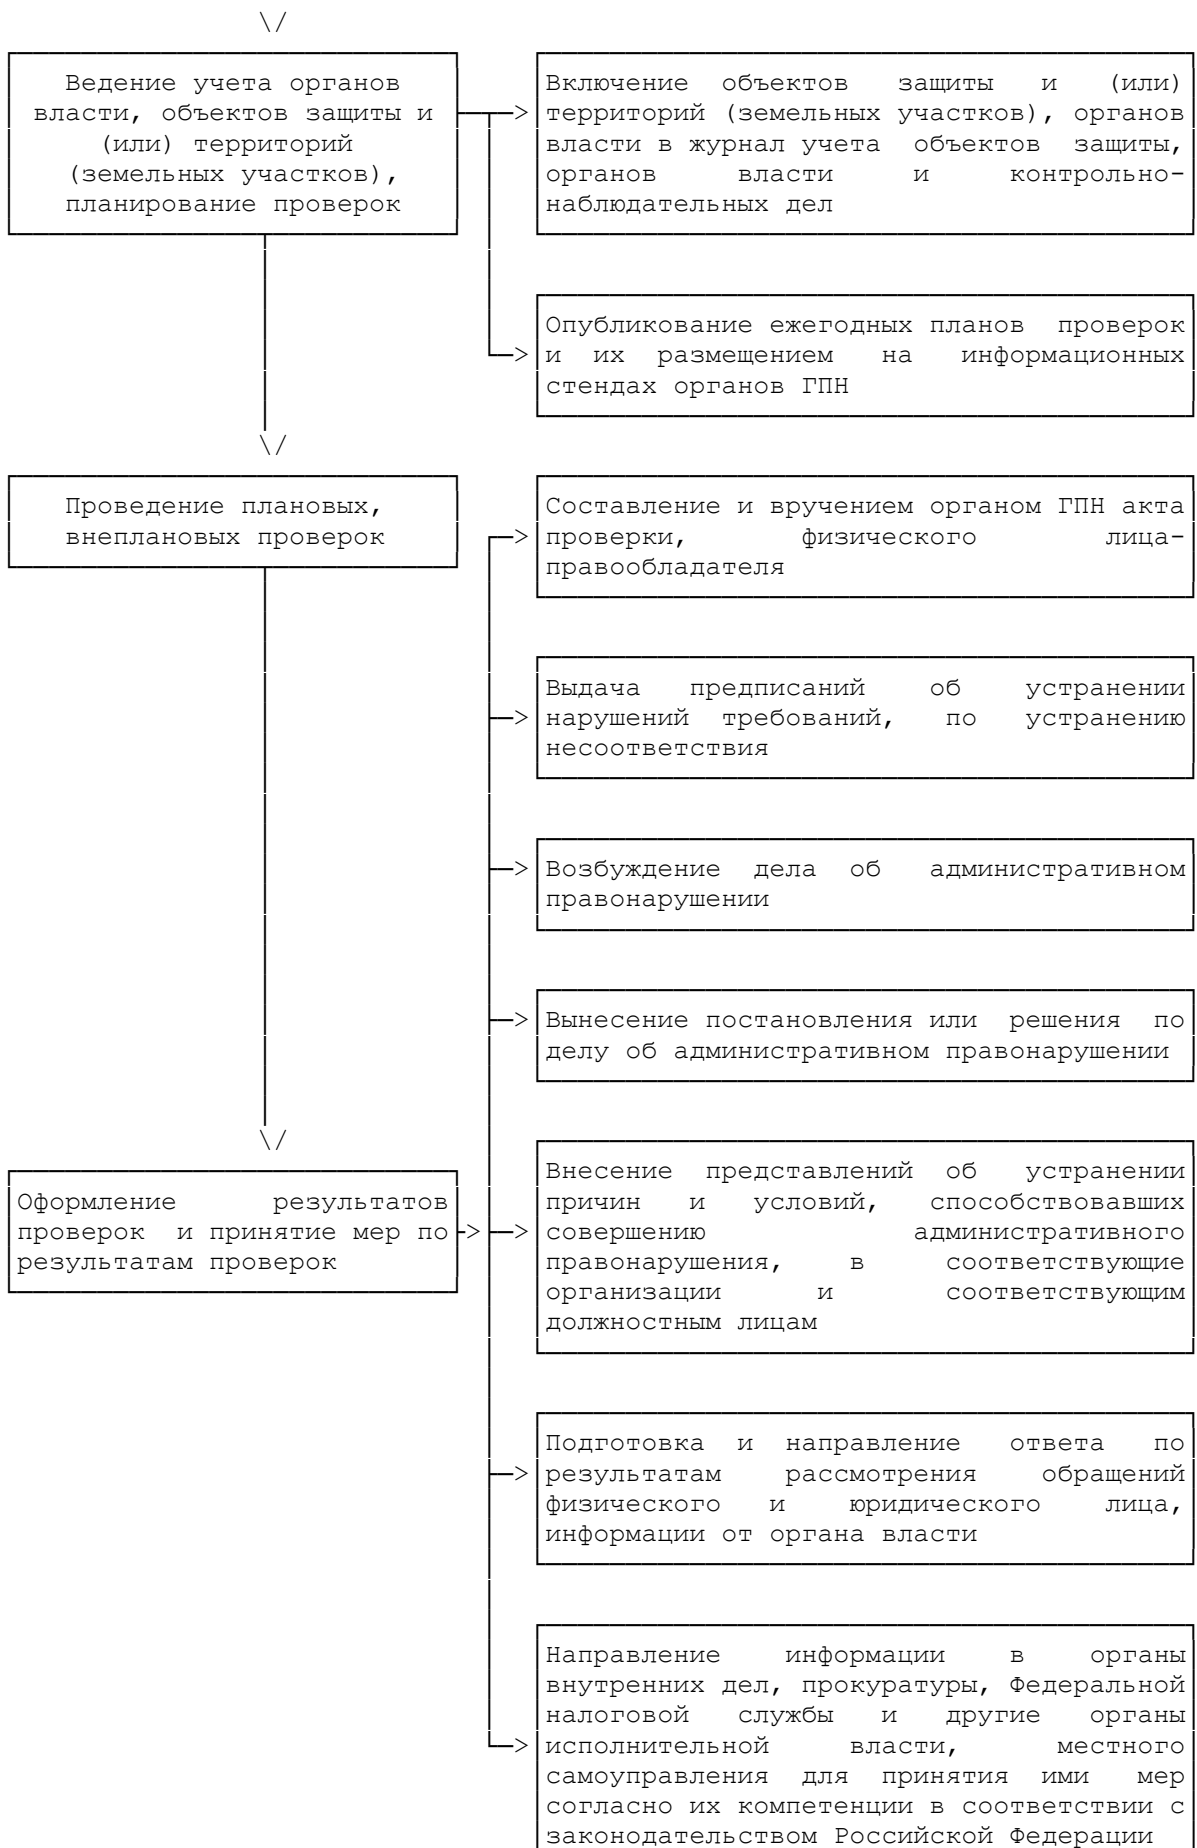 Ведение учета органов
власти, объектов защиты и
(или) территорий
(земельных участков),
планирование проверок
Включение объектов защиты и (или)
территорий (земельных участков), органов
власти в журнал учета объектов защиты,
органов власти и контрольно-
наблюдательных дел
Опубликование ежегодных планов проверок
и их размещением на информационных
стендах органов ГПН
Проведение плановых,
внеплановых проверок
Составление и вручением органом ГПН акта
проверки, физического лица-
правообладателя
Выдача предписаний об устранении
нарушений требований, по устранению
несоответствия
Возбуждение дела об административном
правонарушении
Вынесение постановления или решения по
делу об административном правонарушении
Оформление результатов
проверок и принятие мер по
результатам проверок
Внесение представлений об устранении
причин и условий, способствовавших
совершению административного
правонарушения, в соответствующие
организации и соответствующим
должностным лицам
Подготовка и направление ответа по
результатам рассмотрения обращений
физического и юридического лица,
информации от органа власти
Направление информации в органы
внутренних дел, прокуратуры, Федеральной
налоговой службы и другие органы
исполнительной власти, местного
самоуправления для принятия ими мер
согласно их компетенции в соответствии с
законодательством Российской Федерации